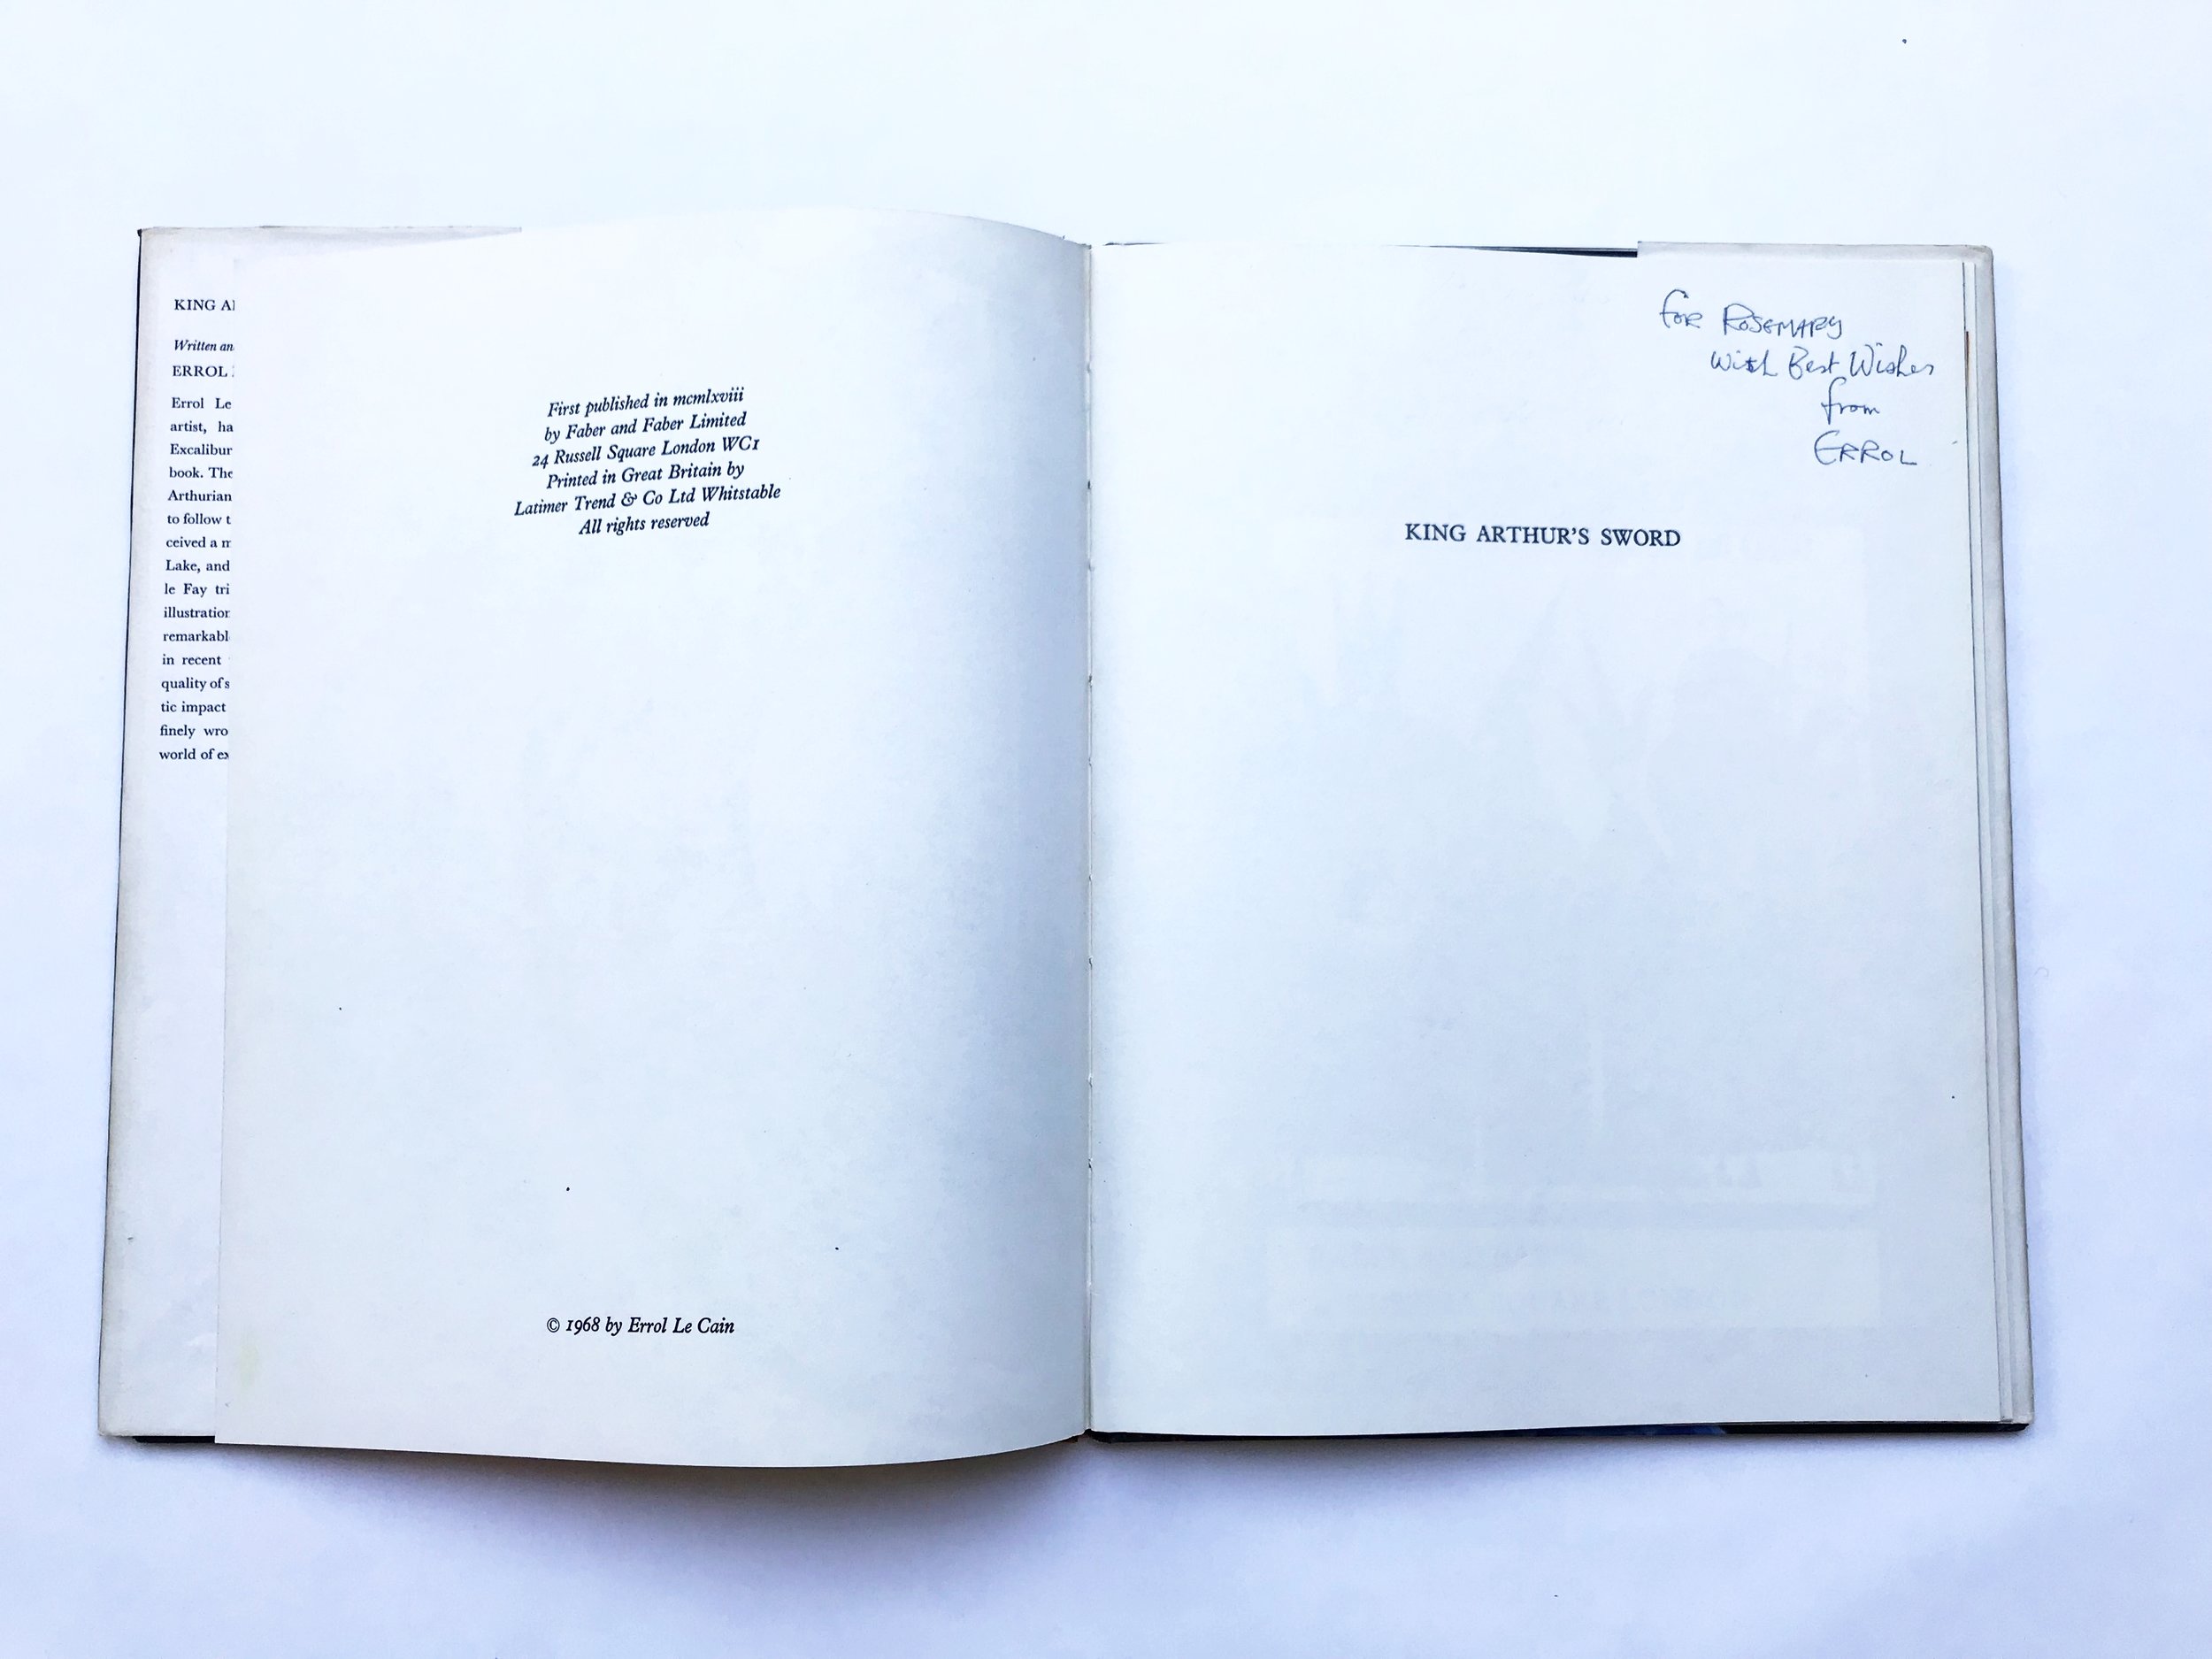 KING A
Written an
ERROL
Errol Le
artist, ha
Excalibur
book. The
Arthurian
to follow t
ceived a m
Lake, and
le Fay tri
illustration
remarkabl
in recent
quality of s
tic impact
finely wro
world of ex
First published in mcmlxviii
by Faber and Faber Limited
24 Russell Square London WC1
Printed in Great Britain by
Latimer Trend & Co Ltd Whitstable
All rights reserved
© 1968 by Errol Le Cain
for ROSEMARY
with Best Wishes
from
ERROL
KING ARTHUR'S SWORD